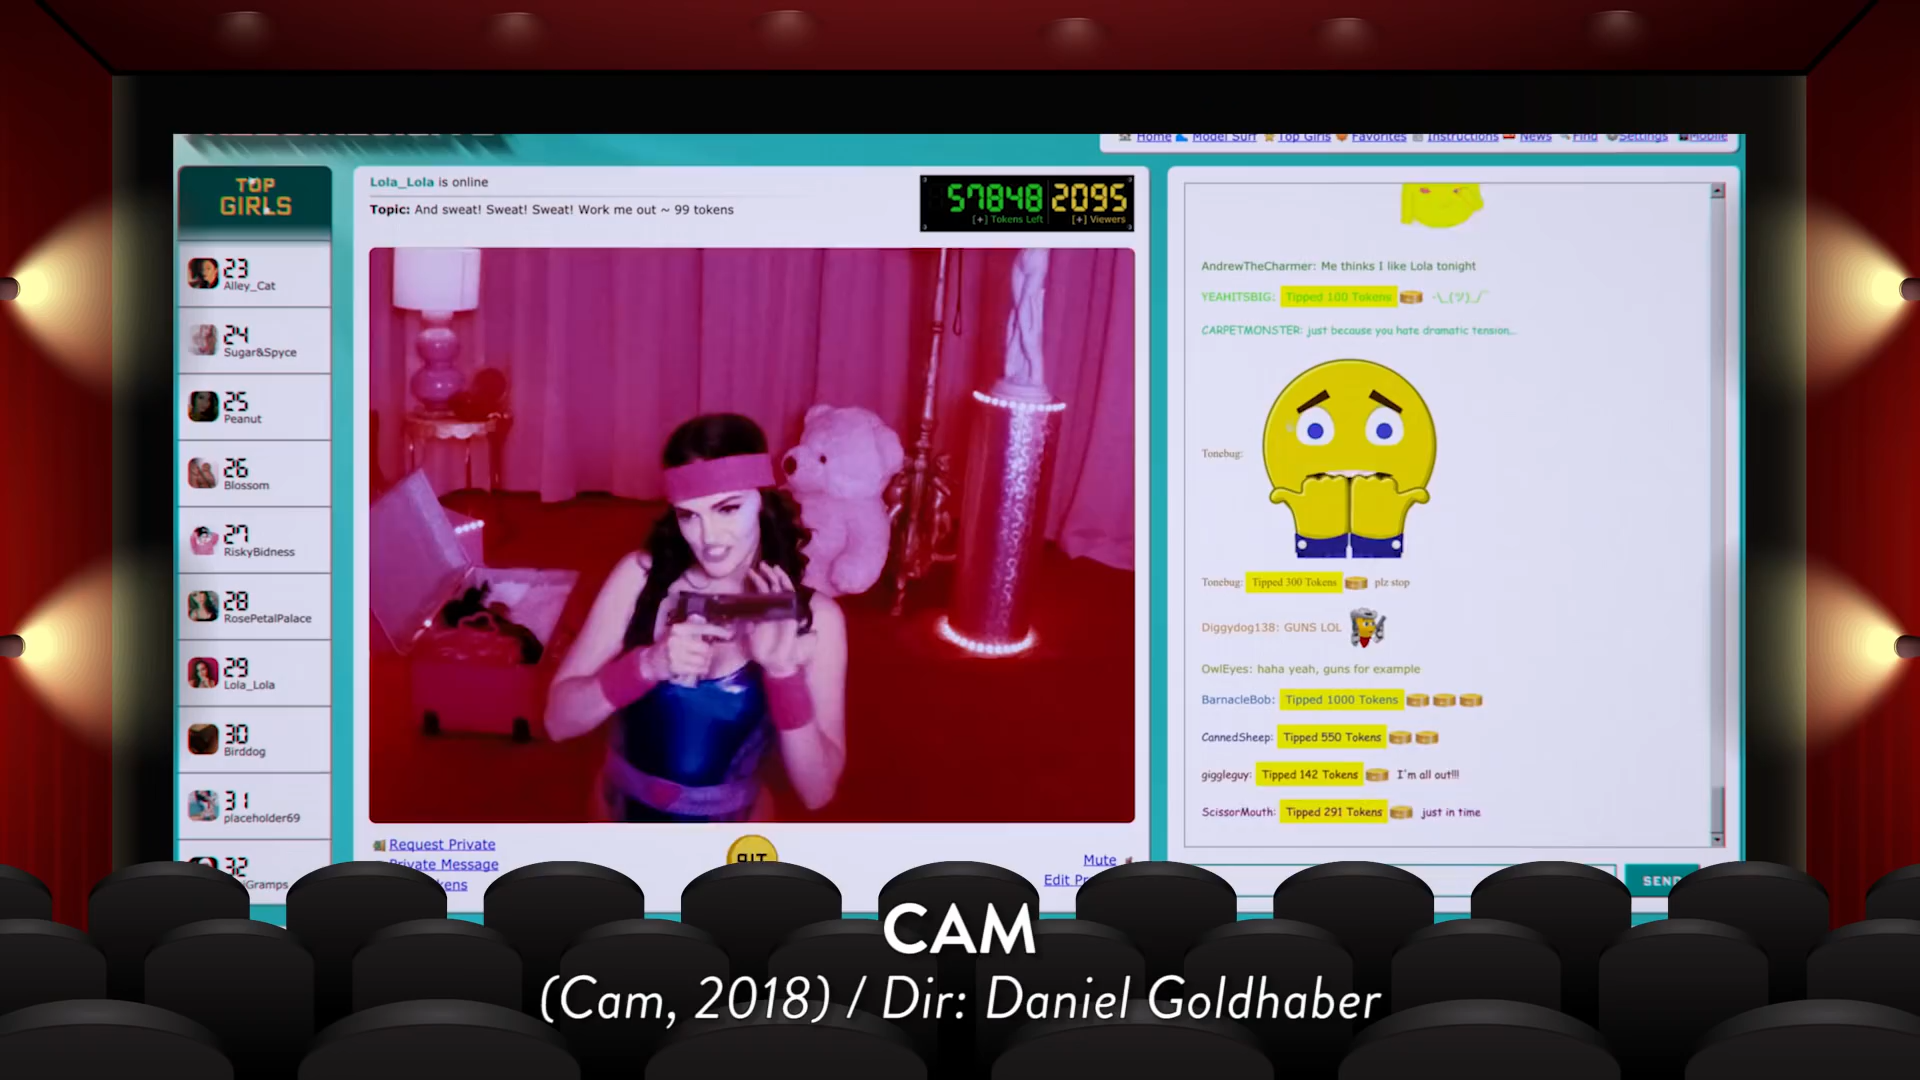 Home Model Surf Top Girls Favorites Instructions News Find Settings Mobile
TOP
GIRLS
23
Alley_Cat
24
Sugar&Spyce
25
Peanut
26
Blossom
27
RiskyBidness
28
RosePetalPalace
29
Lola_Lola
30
Birddog
31
placeholder69
32
Lola_Lola is online
Topic: And sweat! Sweat! Sweat! Work me out ~ 99 tokens
57848 2095
[+] Tokens Left [+] Viewers
Request Private
Private Message
Mute
AndrewTheCharmer: Me thinks I like Lola tonight
YEAHITSBIG: Tipped 100 Tokens -\_(ツ)_/¯
CARPETMONSTER: just because you hate dramatic tension...
Tonebug:
Tonebug: Tipped 300 Tokens plz stop
Diggydog138: GUNS LOL
OwlEyes: haha yeah, guns for example
BarnacleBob: Tipped 1000 Tokens
CannedSheep: Tipped 550 Tokens
giggleguy: Tipped 142 Tokens I'm all out!!!
ScissorMouth: Tipped 291 Tokens just in time
SEND
CAM
(Cam, 2018) / Dir: Daniel Goldhaber